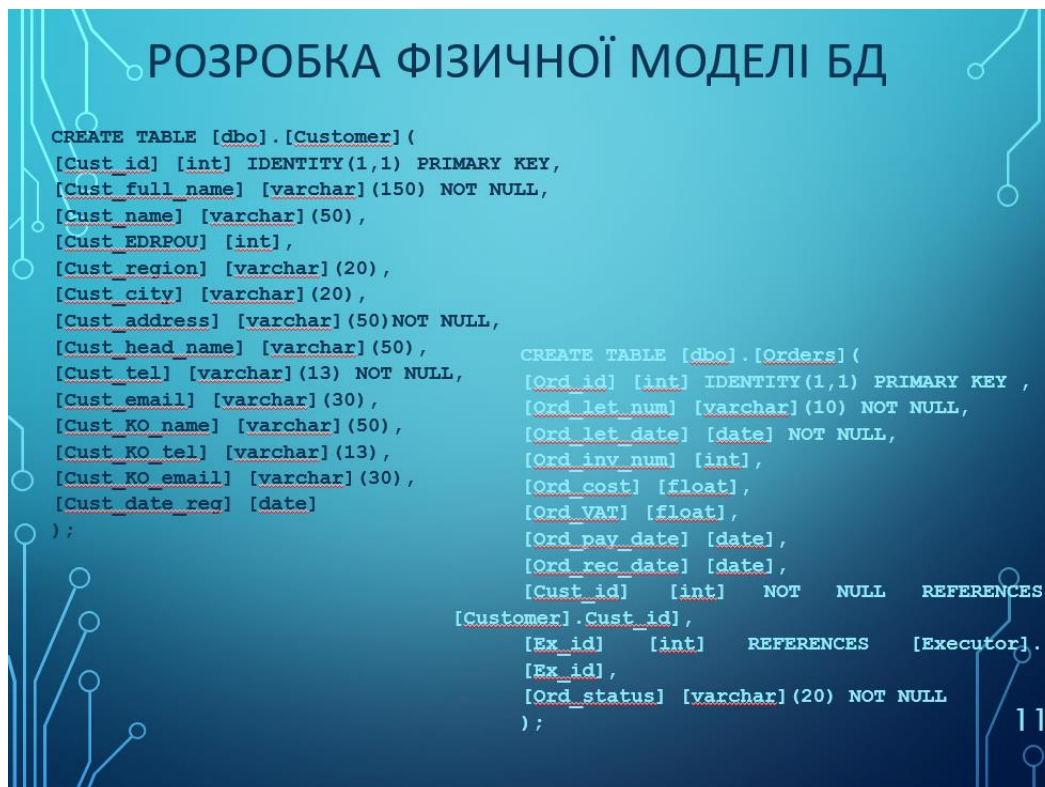 РОЗРОБКА ФІЗИЧНОЇ МОДЕЛІ БД
CREATE TABLE [dbo].[Customer](
[Cust_id] [int] IDENTITY(1,1) PRIMARY KEY,
[Cust_full_name] [varchar](150) NOT NULL,
[Cust_name] [varchar](50),
[Cust_EDRPOU] [int],
[Cust_region] [varchar](20),
[Cust_city] [varchar](20),
[Cust_address] [varchar](50)NOT NULL,
[Cust_head_name] [varchar](50),
[Cust_tel] [varchar](13) NOT NULL,
[Cust_email] [varchar](30),
[Cust_KO_name] [varchar](50),
[Cust_KO_tel] [varchar](13),
[Cust_KO_email] [varchar](30),
[Cust_date_reg] [date]
);
CREATE TABLE [dbo].[Orders](
[Ord_id] [int] IDENTITY(1,1) PRIMARY KEY ,
[Ord_let_num] [varchar](10) NOT NULL,
[Ord_let_date] [date] NOT NULL,
[Ord_inv_num] [int],
[Ord_cost] [float],
[Ord_VAT] [float],
[Ord_pay_date] [date],
[Ord_rec_date] [date],
[Cust_id] [int] NOT NULL REFERENCES
[Customer].Cust_id],
[Ex_id] [int] REFERENCES [Executor].
[Ex_id],
[Ord_status] [varchar](20) NOT NULL
);
11